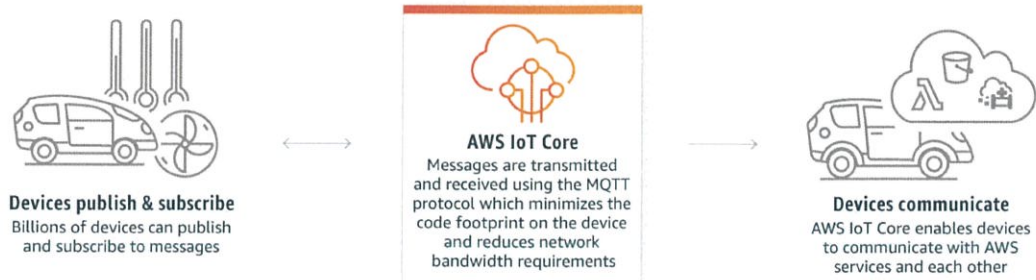 Devices publish & subscribe
Billions of devices can publish
and subscribe to messages
AWS IoT Core
Messages are transmitted
and received using the MQTT
protocol which minimizes the
code footprint on the device
and reduces network
bandwidth requirements
Devices communicate
AWS IoT Core enables devices
to communicate with AWS
services and each other